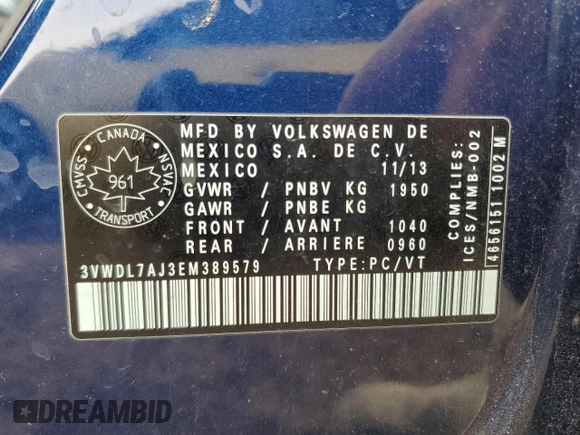 MFD BY VOLKSWAGEN DE
MEXICO S.A. DE C.V.
MEXICO 11/13
GVWR / PNBV KG 1950
GAWR / PNBE KG
FRONT / AVANT 1040
REAR / ARRIERE 0960
3VWDL7AJ3EM389579 TYPE:PC/VT
CANADA
CMVSS
NSVAC
961
TRANSPORT
COMPLIES:
ICES/NMB-002
4656151 1002 M
DREAMBID